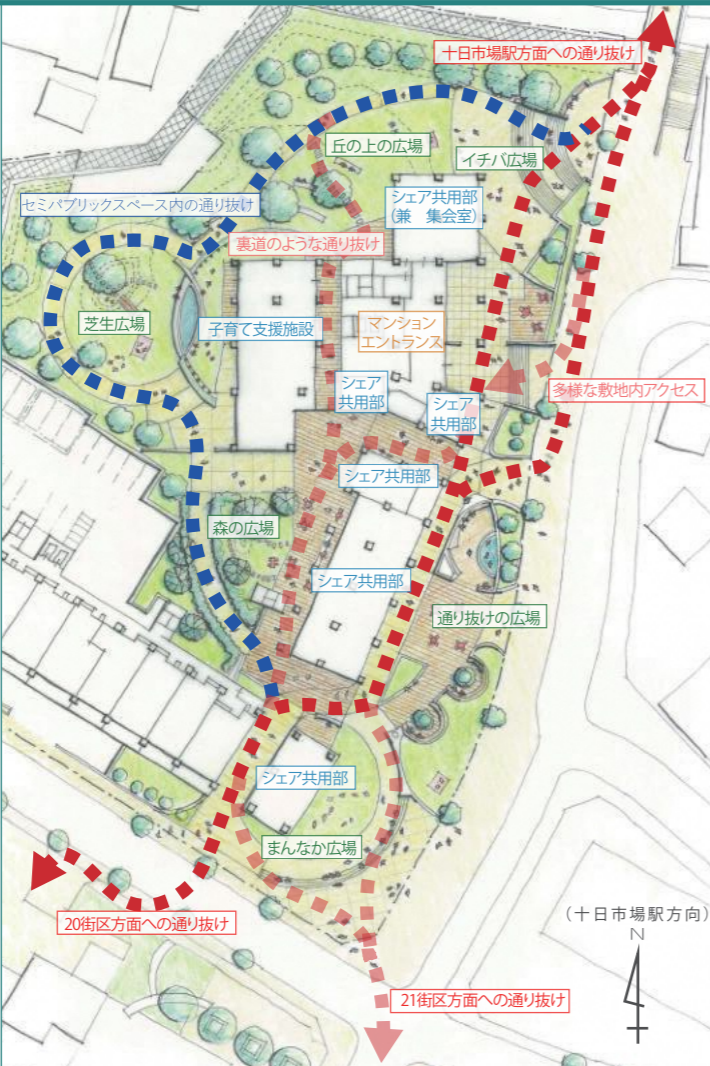 十日市場駅方面への通り抜け
丘の上の広場
イチバ広場
セミパブリックスペース内の通り抜け
シェア共用部
(兼　集会室)
裏道のような通り抜け
芝生広場
子育て支援施設
マンション
エントランス
シェア
共用部
シェア
共用部
多様な敷地内アクセス
シェア共用部
森の広場
シェア共用部
通り抜けの広場
シェア共用部
まんなか広場
20街区方面への通り抜け
(十日市場駅方向)
N
21街区方面への通り抜け